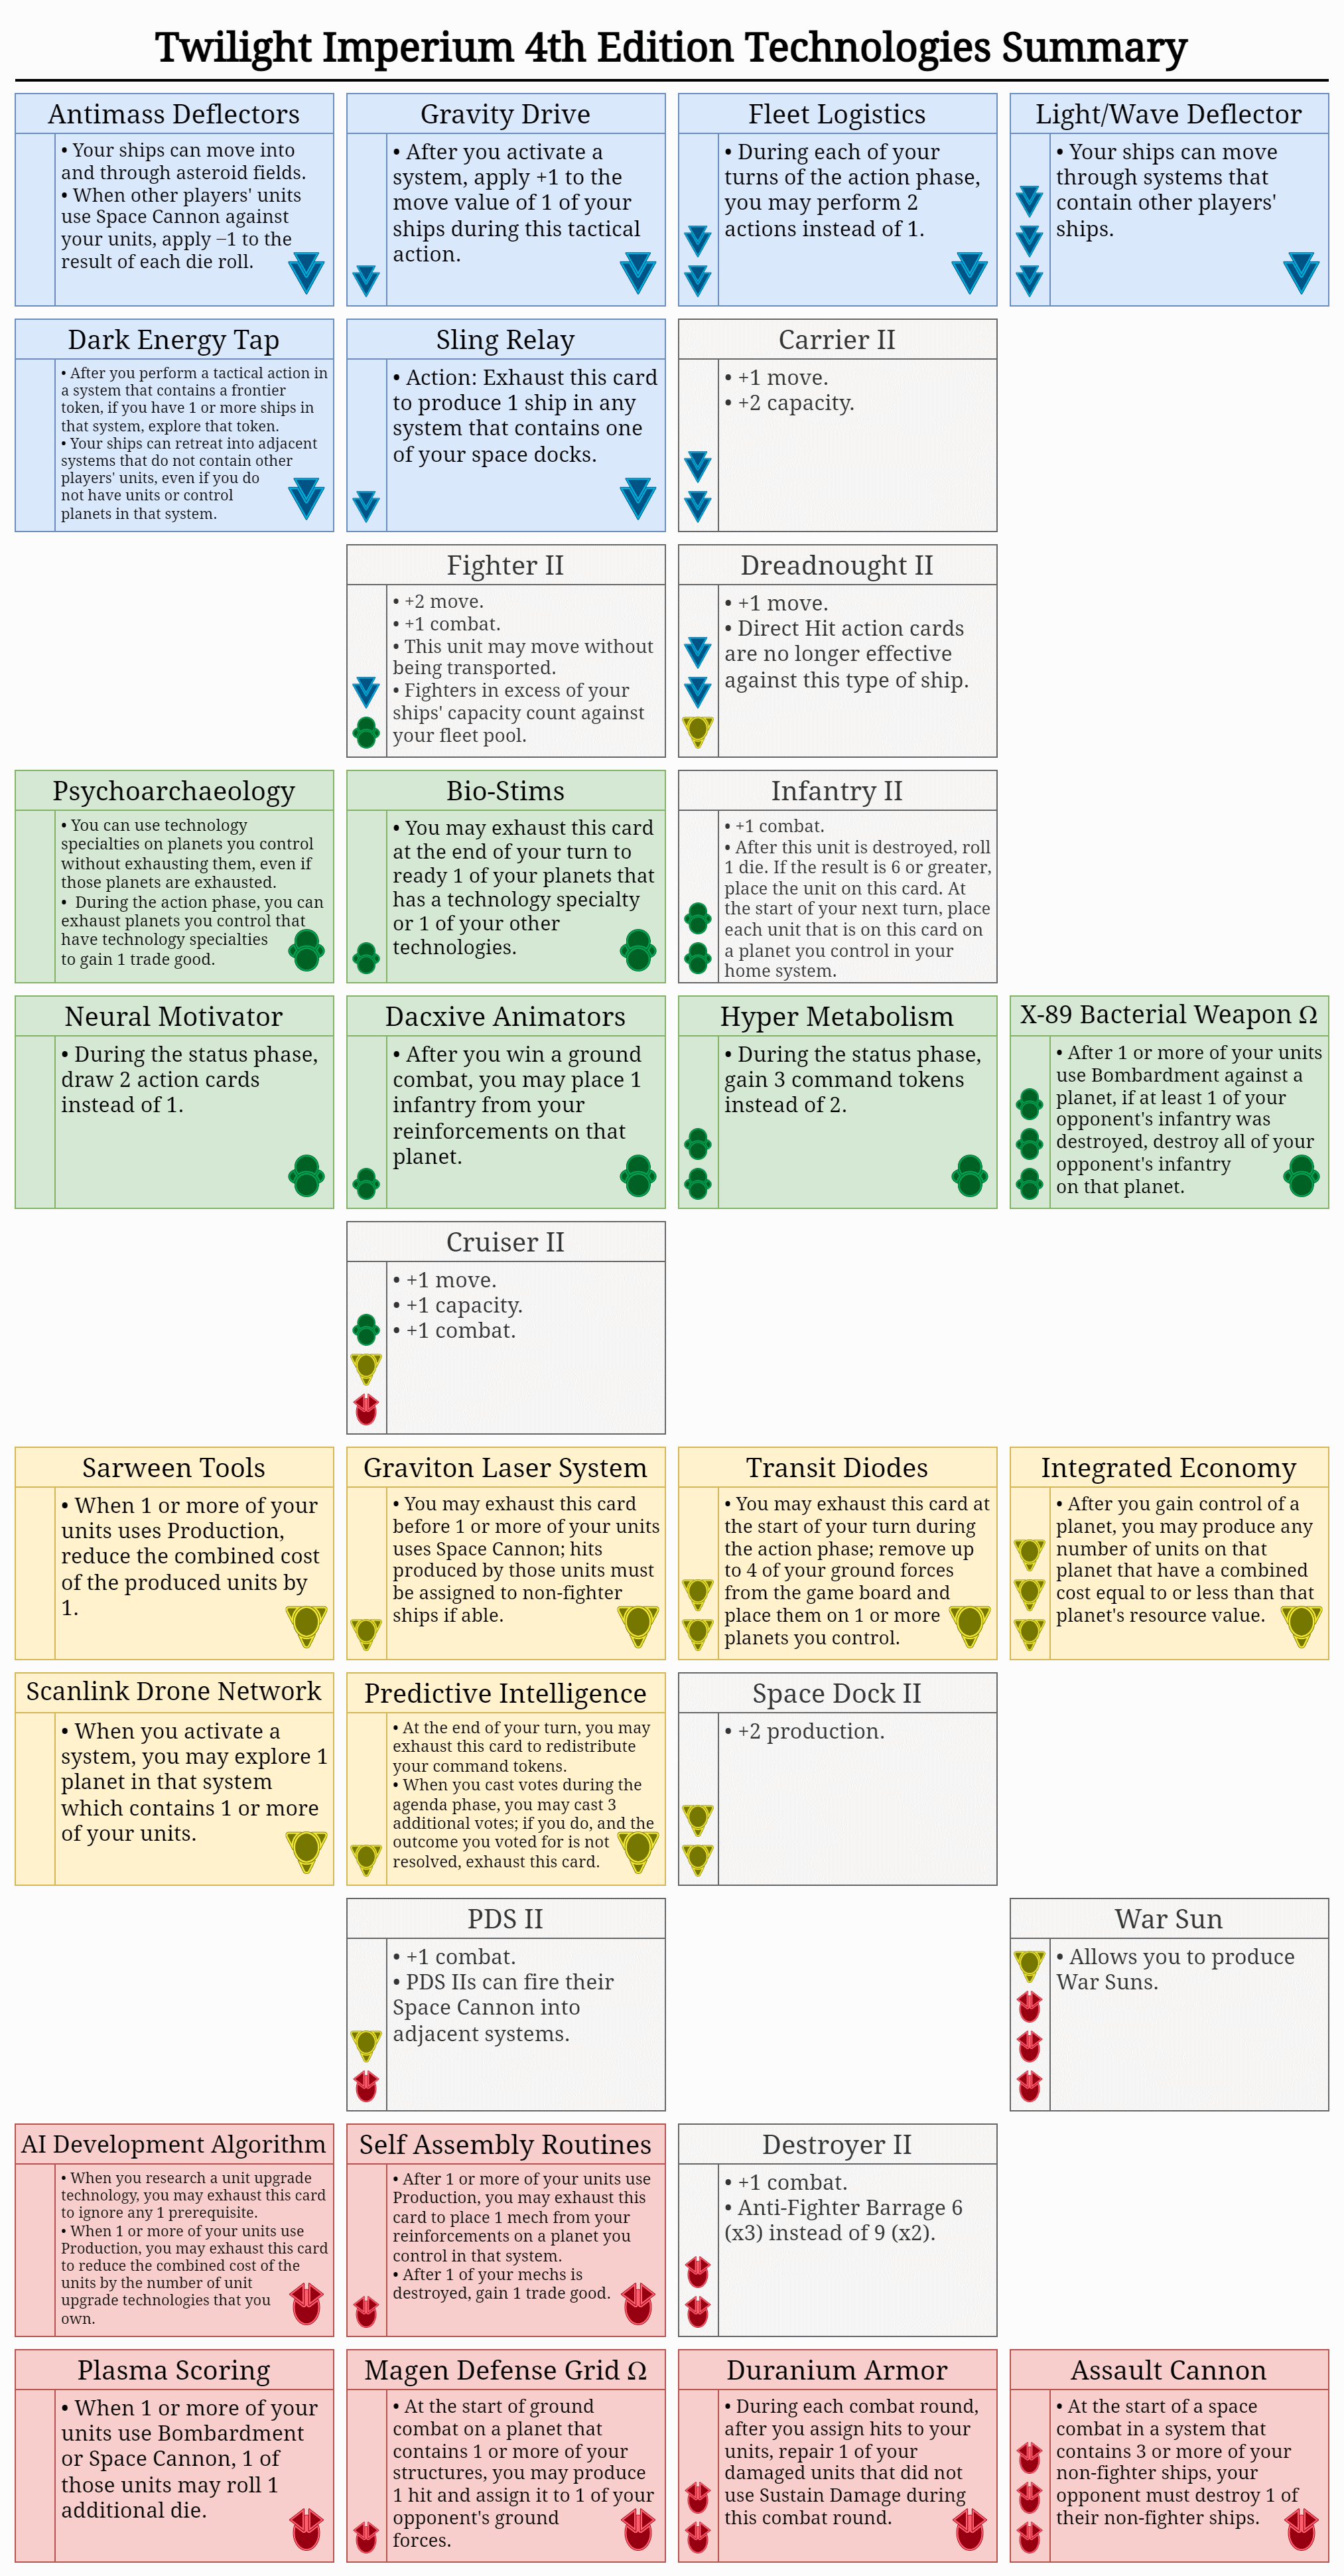 Twilight Imperium 4th Edition Technologies Summary
Antimass Deflectors
• Your ships can move into
and through asteroid fields.
• When other players' units
use Space Cannon against
your units, apply −1 to the
result of each die roll.
Gravity Drive
• After you activate a
system, apply +1 to the
move value of 1 of your
ships during this tactical
action.
Fleet Logistics
• During each of your
turns of the action phase,
you may perform 2
actions instead of 1.
Light/Wave Deflector
• Your ships can move
through systems that
contain other players'
ships.
Dark Energy Tap
• After you perform a tactical action in
a system that contains a frontier
token, if you have 1 or more ships in
that system, explore that token.
• Your ships can retreat into adjacent
systems that do not contain other
players' units, even if you do
not have units or control
planets in that system.
Sling Relay
• Action: Exhaust this card
to produce 1 ship in any
system that contains one
of your space docks.
Carrier II
• +1 move.
• +2 capacity.
Fighter II
• +2 move.
• +1 combat.
• This unit may move without
being transported.
• Fighters in excess of your
ships' capacity count against
your fleet pool.
Dreadnought II
• +1 move.
• Direct Hit action cards
are no longer effective
against this type of ship.
Psychoarchaeology
• You can use technology
specialties on planets you control
without exhausting them, even if
those planets are exhausted.
• During the action phase, you can
exhaust planets you control that
have technology specialties
to gain 1 trade good.
Bio-Stims
• You may exhaust this card
at the end of your turn to
ready 1 of your planets that
has a technology specialty
or 1 of your other
technologies.
Infantry II
• +1 combat.
• After this unit is destroyed, roll
1 die. If the result is 6 or greater,
place the unit on this card. At
the start of your next turn, place
each unit that is on this card on
a planet you control in your
home system.
Neural Motivator
• During the status phase,
draw 2 action cards
instead of 1.
Dacxive Animators
• After you win a ground
combat, you may place 1
infantry from your
reinforcements on that
planet.
Hyper Metabolism
• During the status phase,
gain 3 command tokens
instead of 2.
X-89 Bacterial Weapon Ω
• After 1 or more of your units
use Bombardment against a
planet, if at least 1 of your
opponent's infantry was
destroyed, destroy all of your
opponent's infantry
on that planet.
Cruiser II
• +1 move.
• +1 capacity.
• +1 combat.
Sarween Tools
• When 1 or more of your
units uses Production,
reduce the combined cost
of the produced units by
1.
Graviton Laser System
• You may exhaust this card
before 1 or more of your units
uses Space Cannon; hits
produced by those units must
be assigned to non-fighter
ships if able.
Transit Diodes
• You may exhaust this card at
the start of your turn during
the action phase; remove up
to 4 of your ground forces
from the game board and
place them on 1 or more
planets you control.
Integrated Economy
• After you gain control of a
planet, you may produce any
number of units on that
planet that have a combined
cost equal to or less than that
planet's resource value.
Scanlink Drone Network
• When you activate a
system, you may explore 1
planet in that system
which contains 1 or more
of your units.
Predictive Intelligence
• At the end of your turn, you may
exhaust this card to redistribute
your command tokens.
• When you cast votes during the
agenda phase, you may cast 3
additional votes; if you do, and the
outcome you voted for is not
resolved, exhaust this card.
Space Dock II
• +2 production.
PDS II
• +1 combat.
• PDS IIs can fire their
Space Cannon into
adjacent systems.
War Sun
• Allows you to produce
War Suns.
AI Development Algorithm
• When you research a unit upgrade
technology, you may exhaust this card
to ignore any 1 prerequisite.
• When 1 or more of your units use
Production, you may exhaust this card
to reduce the combined cost of the
units by the number of unit
upgrade technologies that you
own.
Self Assembly Routines
• After 1 or more of your units use
Production, you may exhaust this
card to place 1 mech from your
reinforcements on a planet you
control in that system.
• After 1 of your mechs is
destroyed, gain 1 trade good.
Destroyer II
• +1 combat.
• Anti-Fighter Barrage 6
(x3) instead of 9 (x2).
Plasma Scoring
• When 1 or more of your
units use Bombardment
or Space Cannon, 1 of
those units may roll 1
additional die.
Magen Defense Grid Ω
• At the start of ground
combat on a planet that
contains 1 or more of your
structures, you may produce
1 hit and assign it to 1 of your
opponent's ground
forces.
Duranium Armor
• During each combat round,
after you assign hits to your
units, repair 1 of your
damaged units that did not
use Sustain Damage during
this combat round.
Assault Cannon
• At the start of a space
combat in a system that
contains 3 or more of your
non-fighter ships, your
opponent must destroy 1 of
their non-fighter ships.